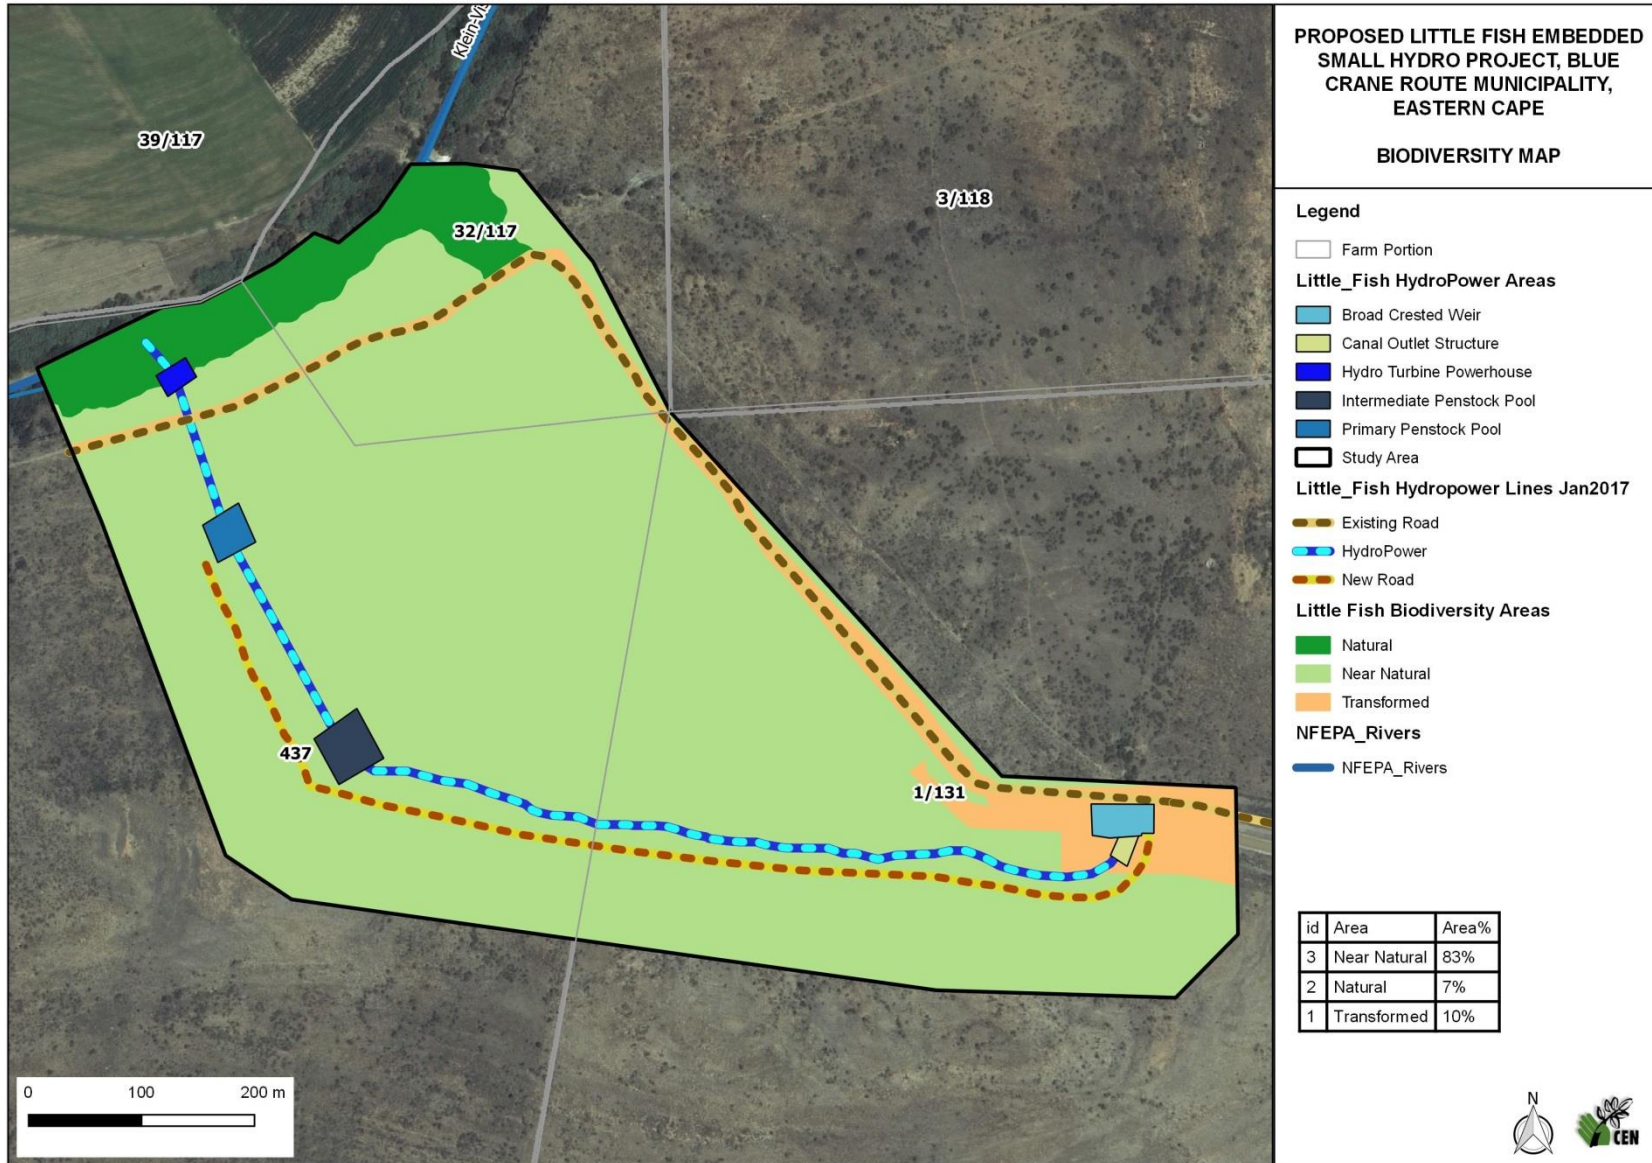 Klein-Vis
39/117
32/117
3/118
437
1/131
0 100 200 m
PROPOSED LITTLE FISH EMBEDDED
SMALL HYDRO PROJECT, BLUE
CRANE ROUTE MUNICIPALITY,
EASTERN CAPE
BIODIVERSITY MAP
Legend
Farm Portion
Little_Fish HydroPower Areas
Broad Crested Weir
Canal Outlet Structure
Hydro Turbine Powerhouse
Intermediate Penstock Pool
Primary Penstock Pool
Study Area
Little_Fish Hydropower Lines Jan2017
Existing Road
HydroPower
New Road
Little Fish Biodiversity Areas
Natural
Near Natural
Transformed
NFEPA_Rivers
NFEPA_Rivers
id Area Area%
3 Near Natural 83%
2 Natural 7%
1 Transformed 10%
N
CEN